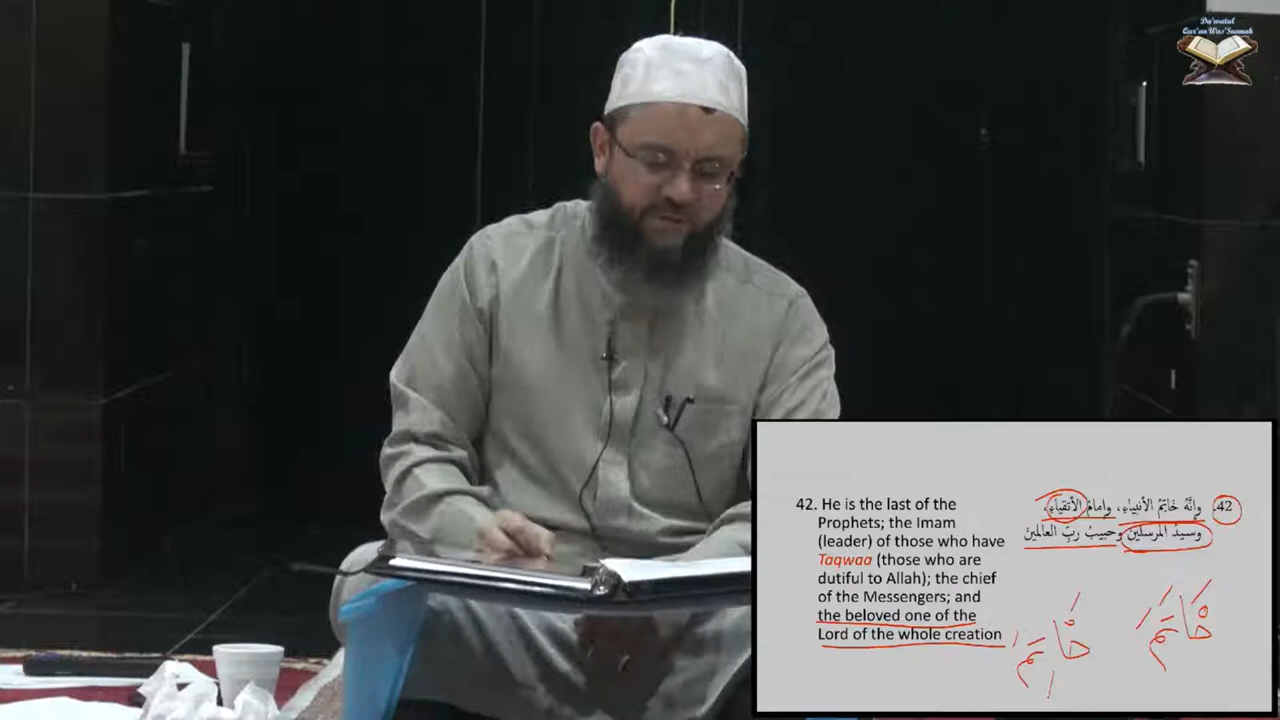 Da'watul
Qur'an Was'Sunnah
42. He is the last of the
Prophets; the Imam
(leader) of those who have
Taqwaa (those who are
dutiful to Allah); the chief
of the Messengers; and
the beloved one of the
Lord of the whole creation
42. وإنَّهُ خَاتِمُ الأنبياءِ، وإمامُ الأتقياءِ،
وسيدُ المرسلين وحبيبُ ربِّ العالمينَ
خَاتَم
خَاتِم